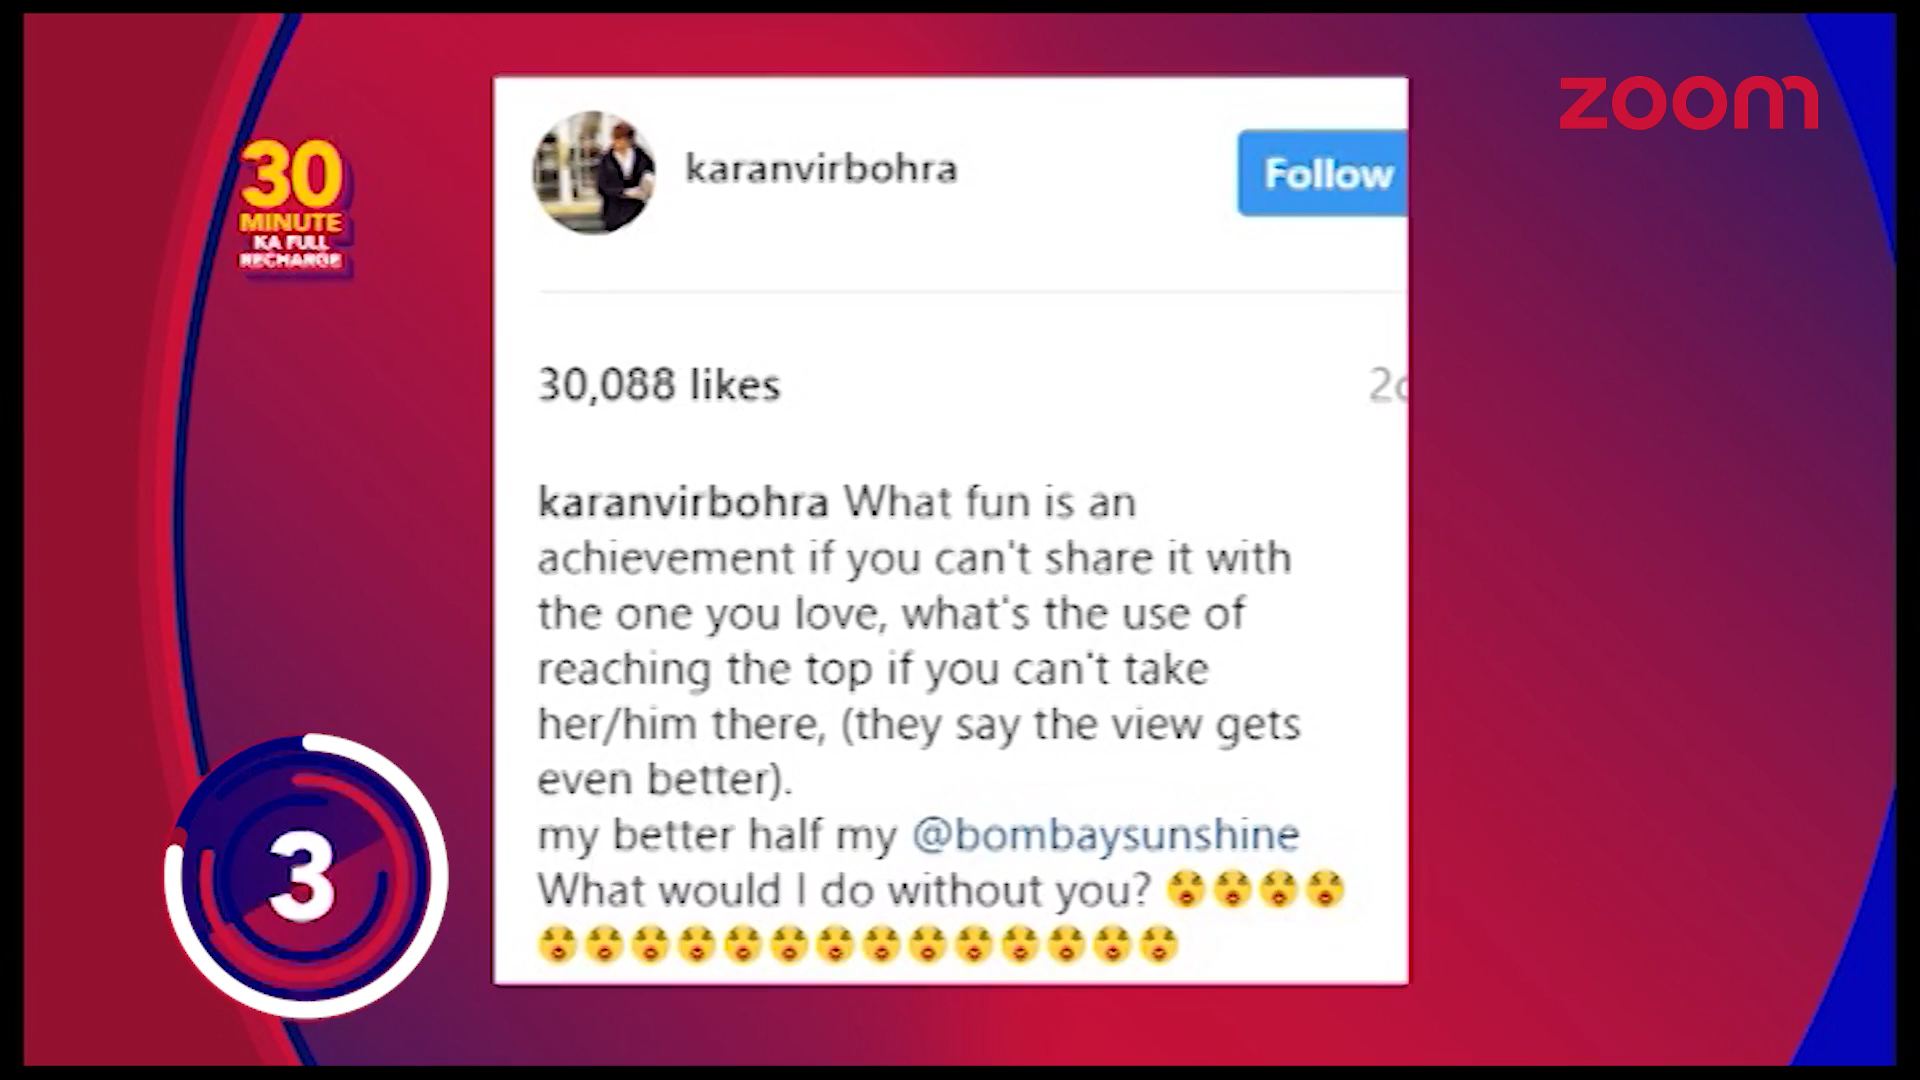 zoom
30
MINUTE
KA FULL
RECHARGE
karanvirbohra
Follow
30,088 likes
karanvirbohra What fun is an
achievement if you can't share it with
the one you love, what's the use of
reaching the top if you can't take
her/him there, (they say the view gets
even better).
my better half my @bombaysunshine
What would I do without you? 😵😵😵😵
😵😵😵😵😵😵😵😵😵😵😵😵😵😵
3